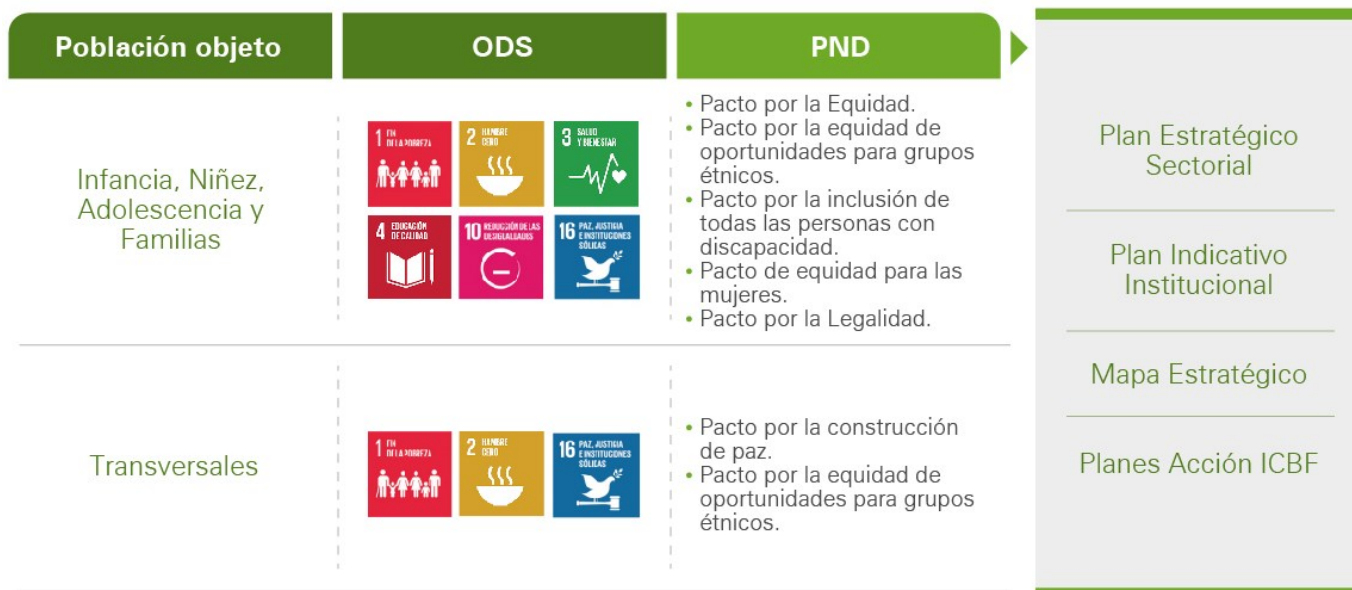 Población objeto
ODS
PND
Infancia, Niñez,
Adolescencia y
Familias
1 FIN
DE LA POBREZA
2 HAMBRE
CERO
3 SALUD
Y BIENESTAR
4 EDUCACIÓN
DE CALIDAD
10 REDUCCIÓN DE LAS
DESIGUALDADES
16 PAZ, JUSTICIA
E INSTITUCIONES
SÓLICAS
• Pacto por la Equidad.
• Pacto por la equidad de
oportunidades para grupos
étnicos.
• Pacto por la inclusión de
todas las personas con
discapacidad.
• Pacto de equidad para las
mujeres.
• Pacto por la Legalidad.
Transversales
1 FIN
DE LA POBREZA
2 HAMBRE
CERO
16 PAZ, JUSTICIA
E INSTITUCIONES
SÓLICAS
• Pacto por la construcción
de paz.
• Pacto por la equidad de
oportunidades para grupos
étnicos.
Plan Estratégico
Sectorial
Plan Indicativo
Institucional
Mapa Estratégico
Planes Acción ICBF